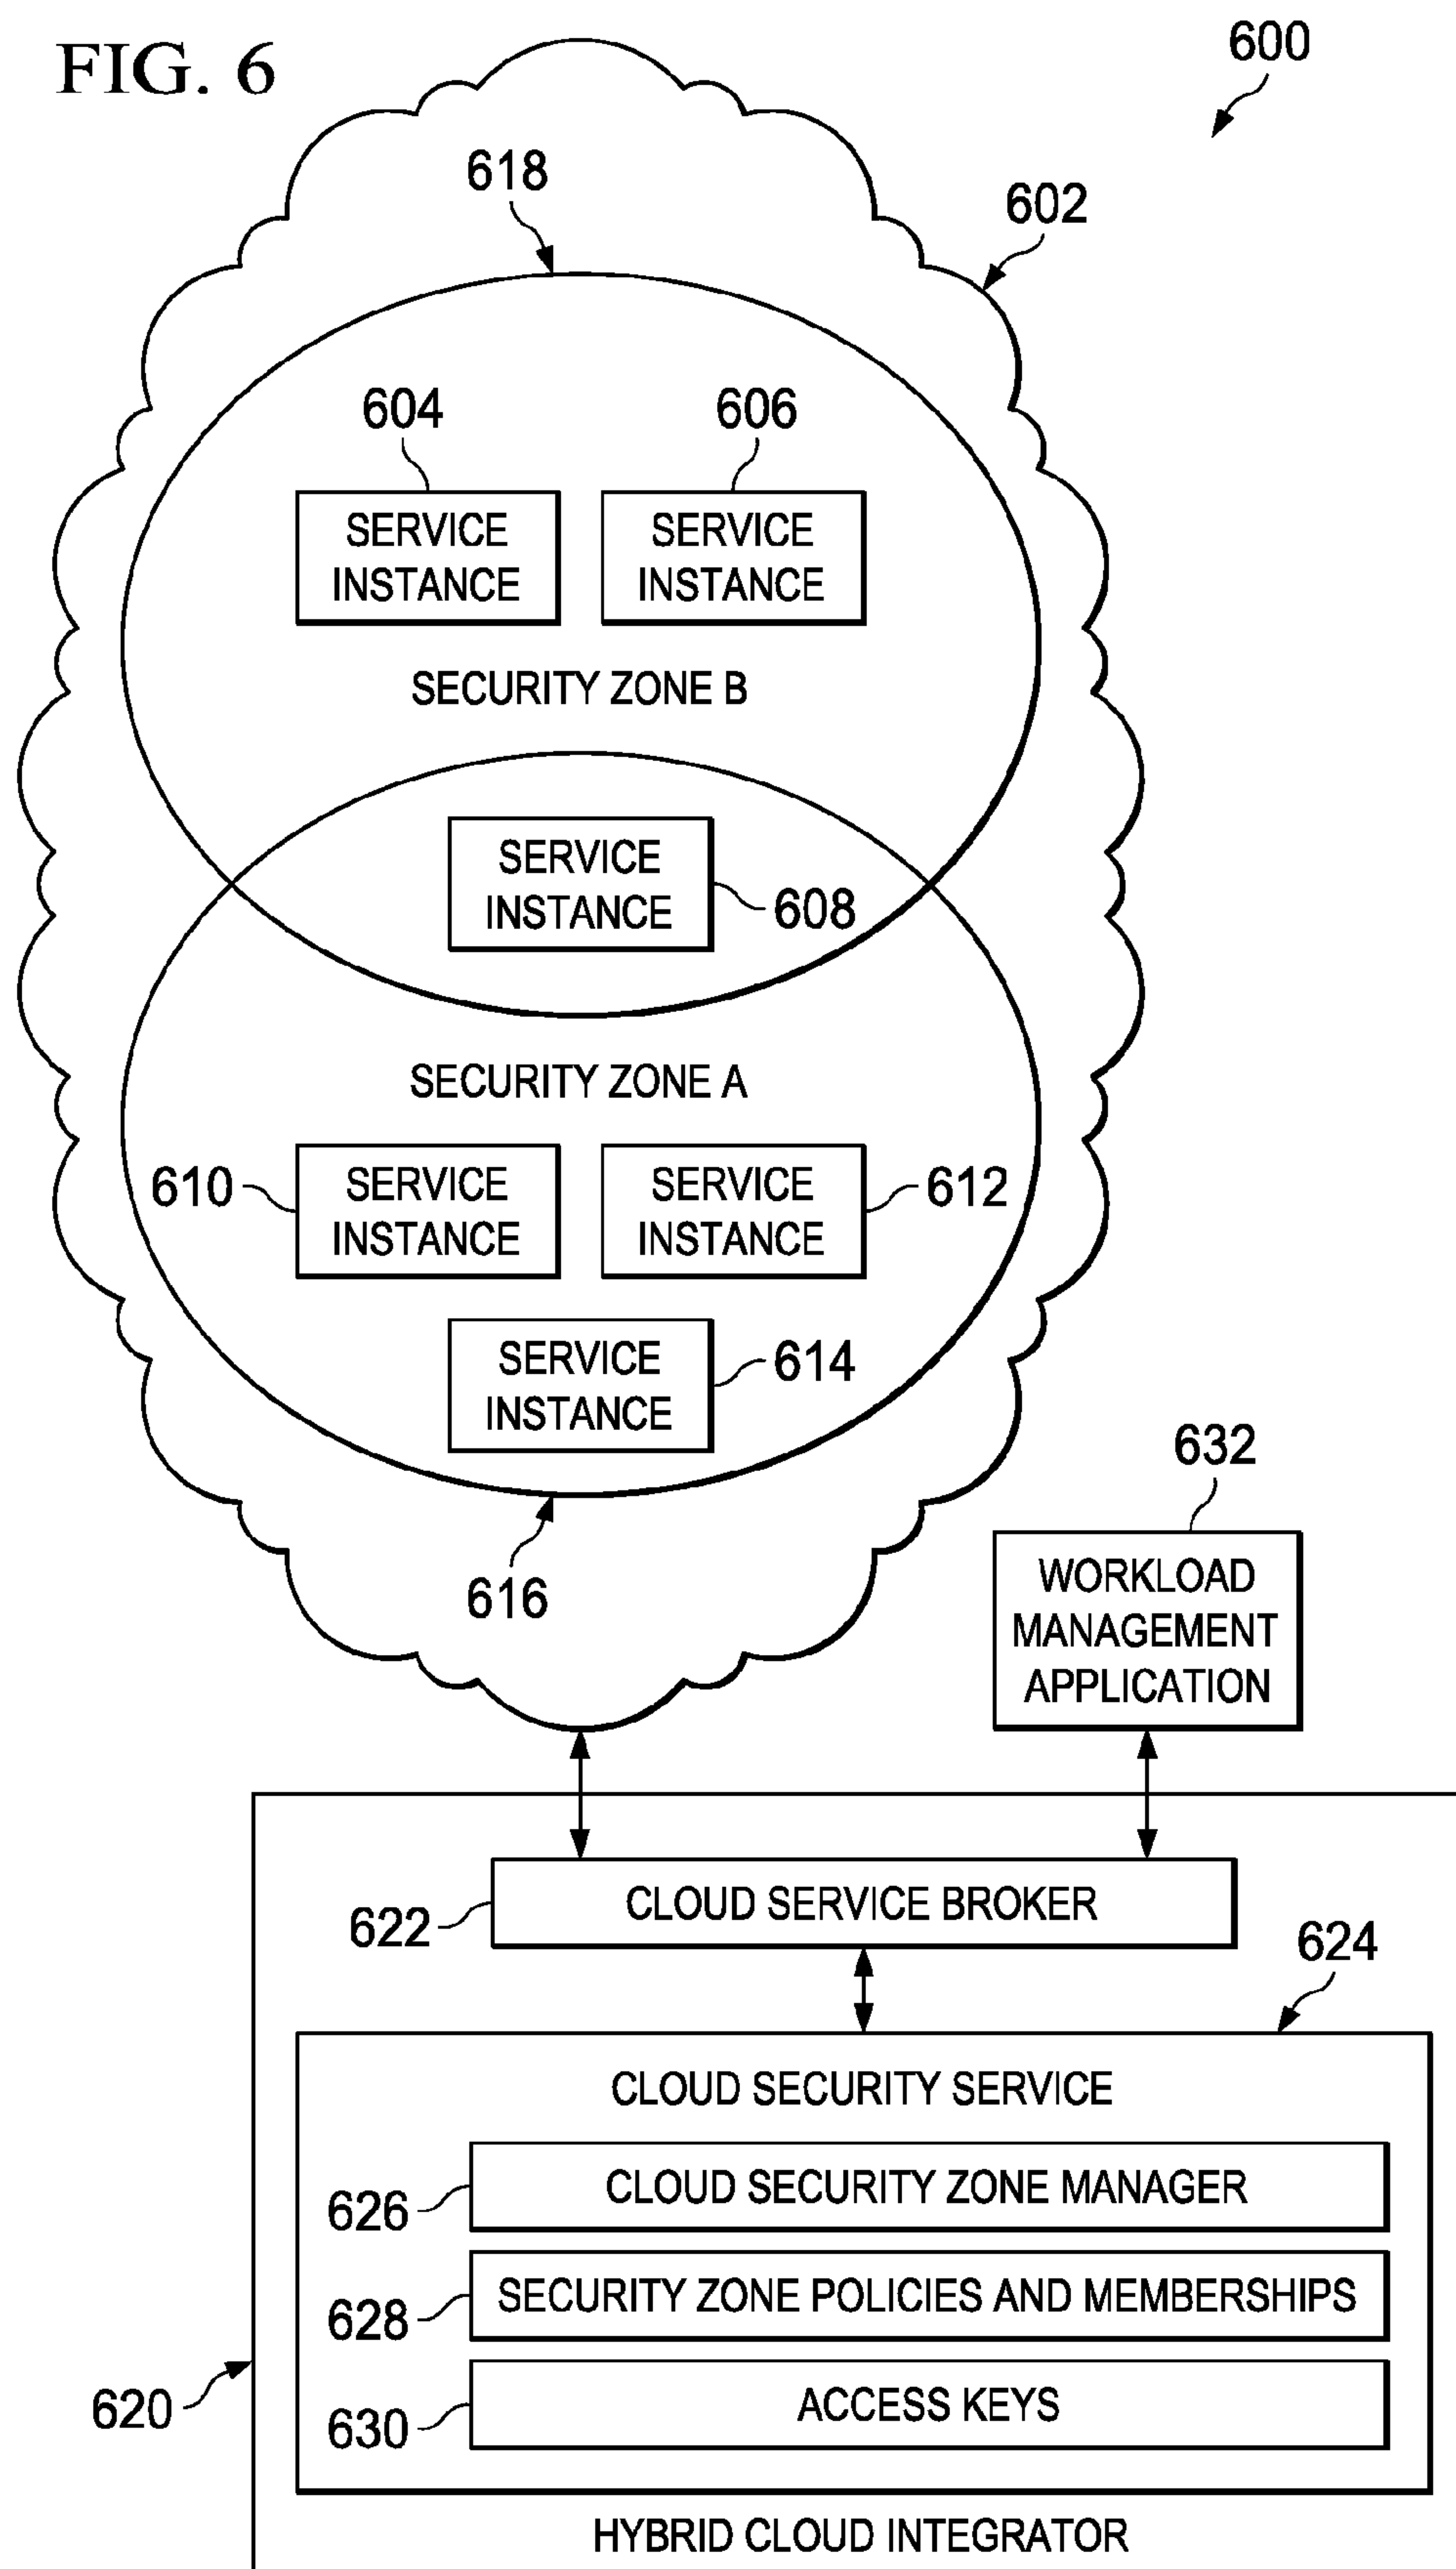 FIG. 6
600
618
602
604
606
SERVICE
INSTANCE
SERVICE
INSTANCE
SECURITY ZONE B
SERVICE
INSTANCE
608
SECURITY ZONE A
610
SERVICE
INSTANCE
SERVICE
INSTANCE
612
SERVICE
INSTANCE
614
616
632
WORKLOAD
MANAGEMENT
APPLICATION
622
CLOUD SERVICE BROKER
624
CLOUD SECURITY SERVICE
626
CLOUD SECURITY ZONE MANAGER
628
SECURITY ZONE POLICIES AND MEMBERSHIPS
620
630
ACCESS KEYS
HYBRID CLOUD INTEGRATOR